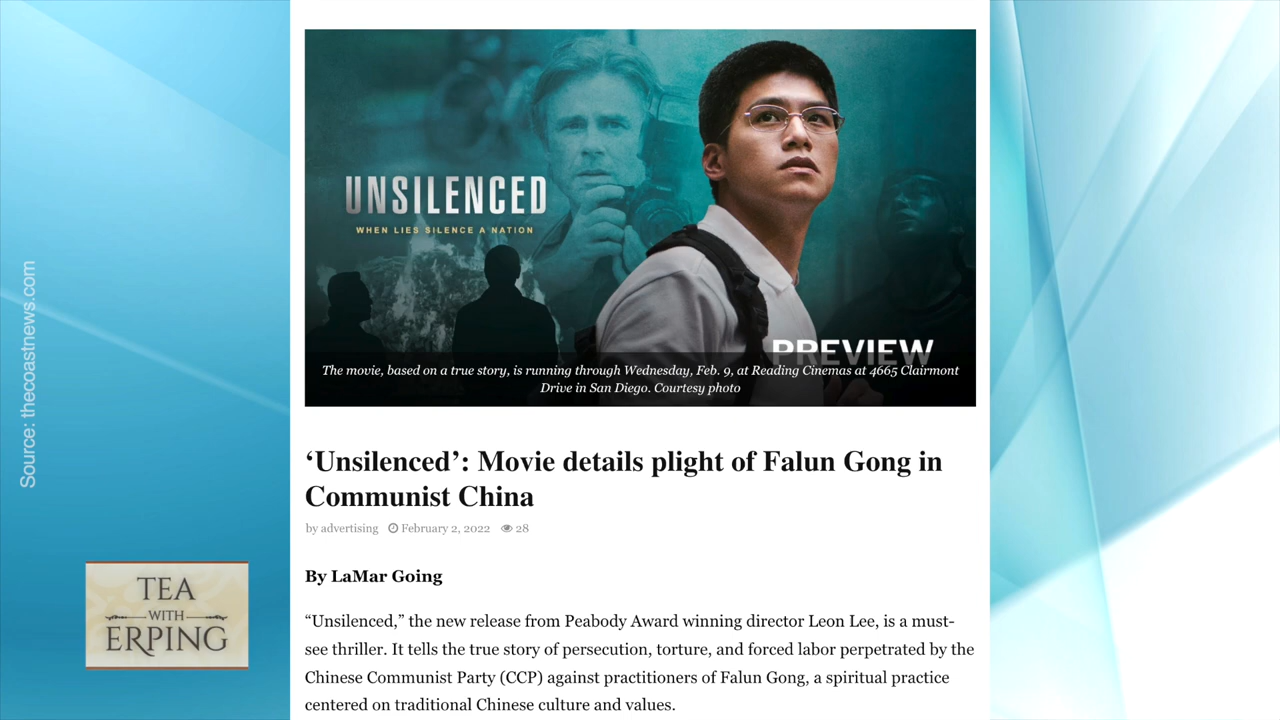 Source: thecoastnews.com
UNSILENCED
WHEN LIES SILENCE A NATION
PREVIEW
The movie, based on a true story, is running through Wednesday, Feb. 9, at Reading Cinemas at 4665 Clairmont
Drive in San Diego. Courtesy photo
‘Unsilenced’: Movie details plight of Falun Gong in
Communist China
by advertising February 2, 2022 28
By LaMar Going
“Unsilenced,” the new release from Peabody Award winning director Leon Lee, is a must-
see thriller. It tells the true story of persecution, torture, and forced labor perpetrated by the
Chinese Communist Party (CCP) against practitioners of Falun Gong, a spiritual practice
centered on traditional Chinese culture and values.
TEA
WITH
ERPING